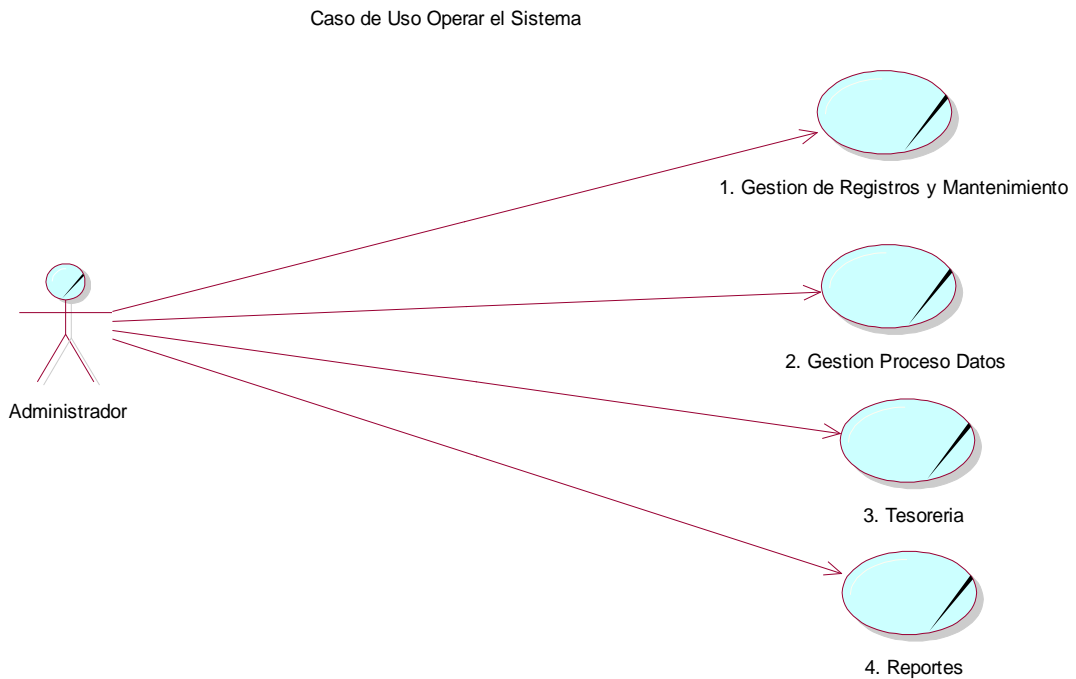 Caso de Uso Operar el Sistema
1. Gestion de Registros y Mantenimiento
2. Gestion Proceso Datos
Administrador
3. Tesoreria
4. Reportes